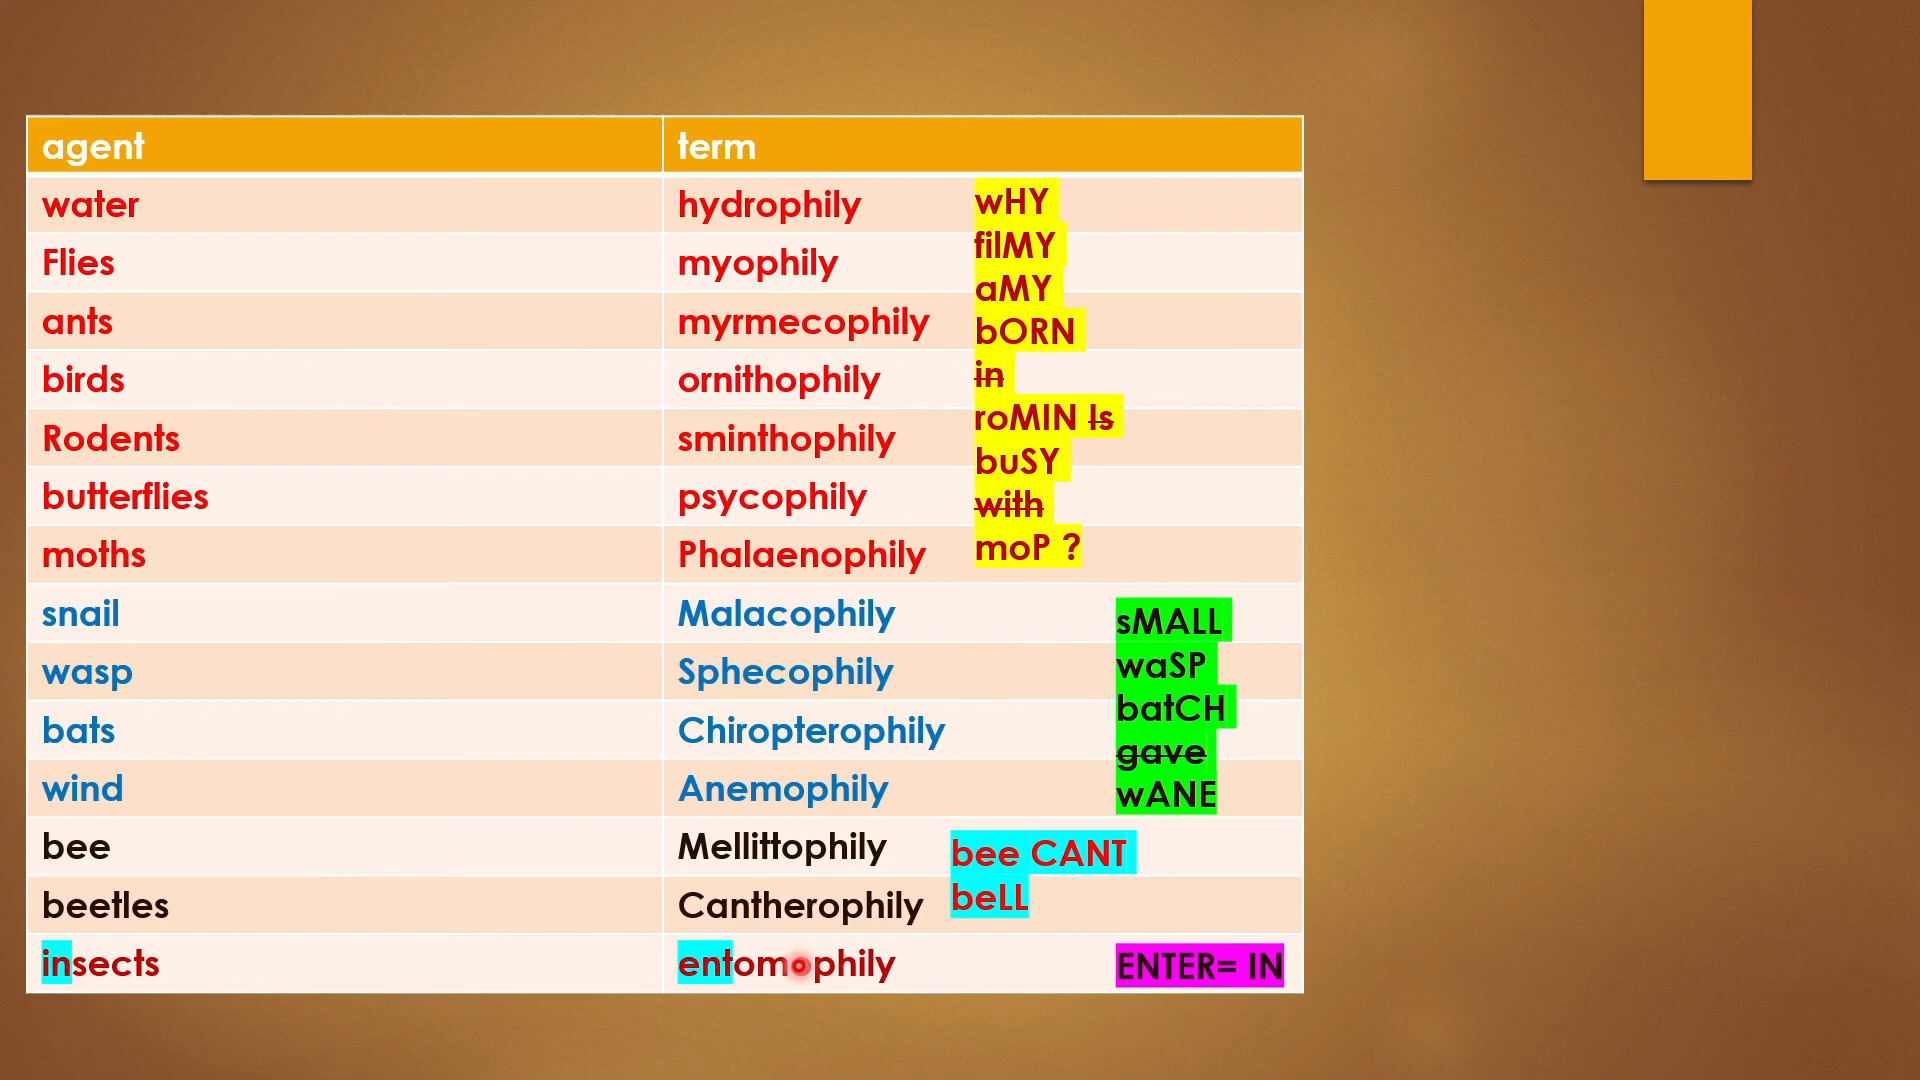 agent term
water hydrophily
Flies myophily
ants myrmecophily
birds ornithophily
Rodents sminthophily
butterflies psycophily
moths Phalaenophily
snail Malacophily
wasp Sphecophily
bats Chiropterophily
wind Anemophily
bee Mellittophily
beetles Cantherophily
insects entomophily
wHY
filMY
aMY
bORN
in
roMIN Is
buSY
with
moP ?
sMALL
waSP
batCH
gave
wANE
bee CANT
beLL
ENTER= IN